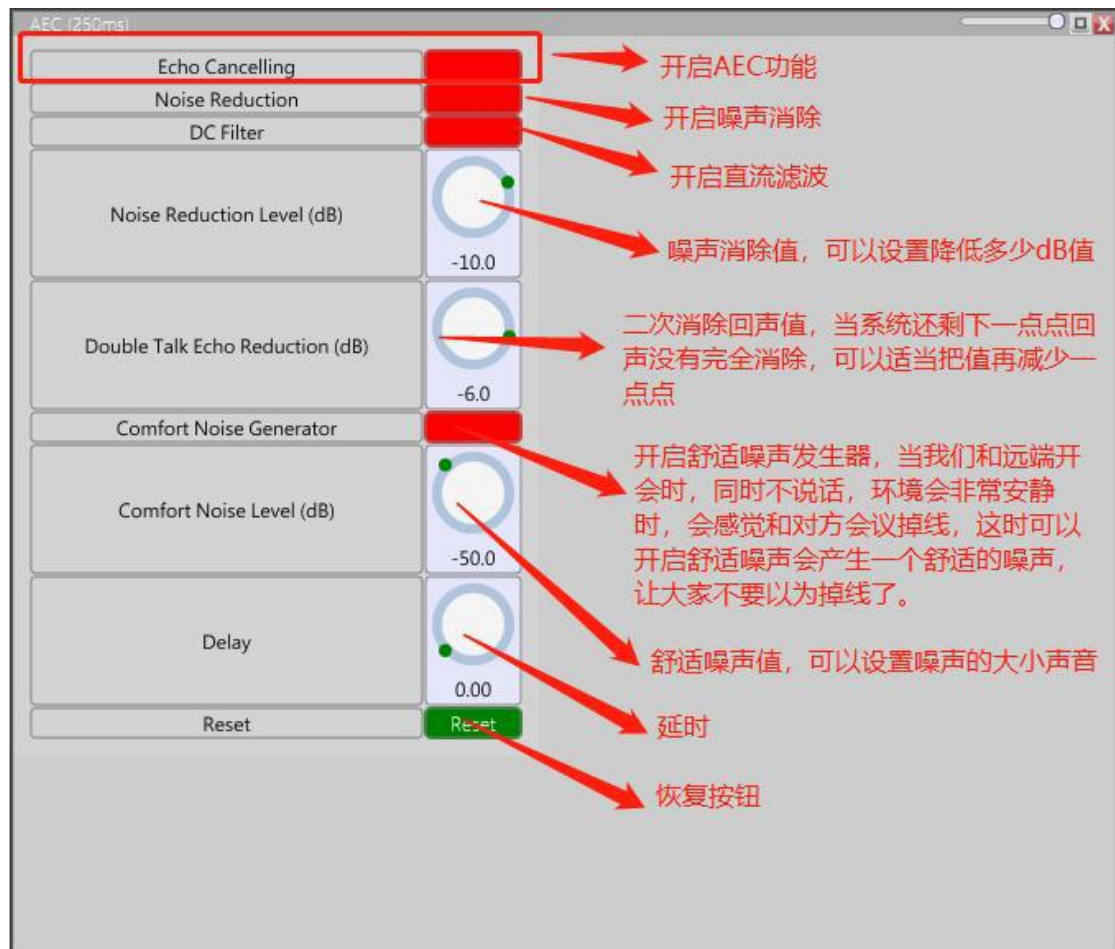 AEC (250ms)
X
Echo Cancelling
开启AEC功能
Noise Reduction
开启噪声消除
DC Filter
开启直流滤波
Noise Reduction Level (dB)
-10.0
噪声消除值，可以设置降低多少dB值
Double Talk Echo Reduction (dB)
-6.0
二次消除回声值，当系统还剩下一点点回
声没有完全消除，可以适当把值再减少一
点点
Comfort Noise Generator
开启舒适噪声发生器，当我们和远端开
会时，同时不说话，环境会非常安静
时，会感觉和对方会议掉线，这时可以
开启舒适噪声会产生一个舒适的噪声，
让大家不要以为掉线了。
Comfort Noise Level (dB)
-50.0
舒适噪声值，可以设置噪声的大小声音
Delay
0.00
延时
Reset
Reset
恢复按钮